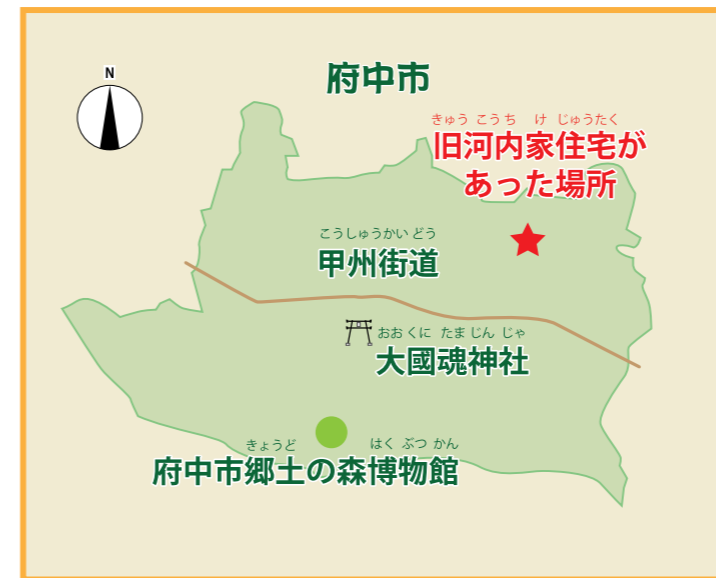 N
府中市
きゅう こうち け じゅうたく
旧河内家住宅が
あった場所
こうしゅうかいどう
甲州街道
おおくに たま じん じゃ
大國魂神社
きょうど はく ぶつ かん
府中市郷土の森博物館